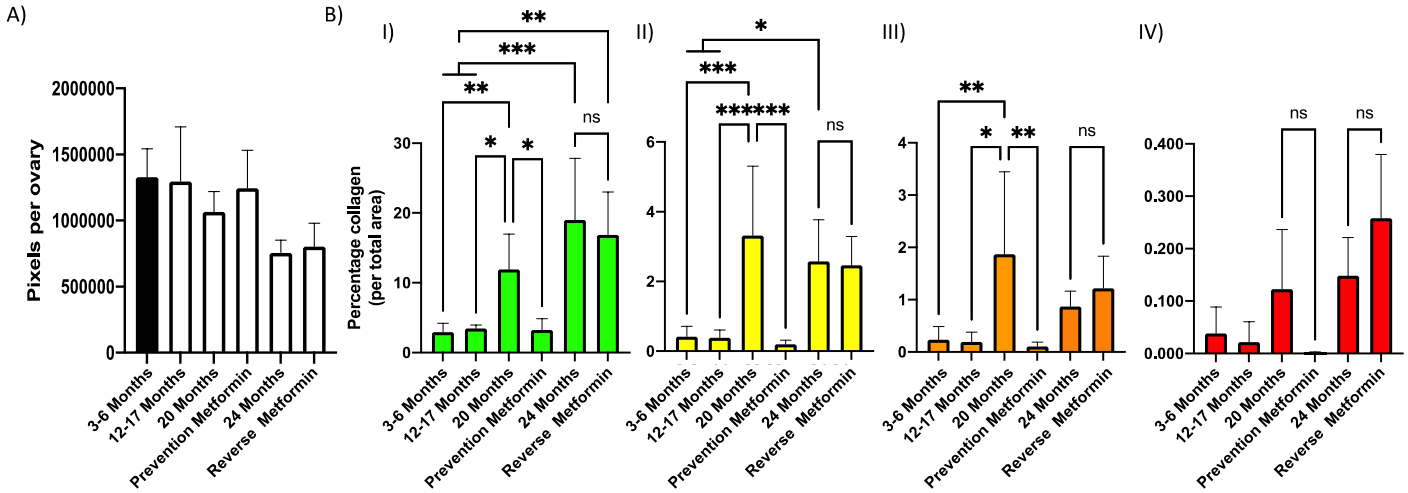 A)
Pixels per ovary
2000000
1500000
1000000
500000
0
3-6 Months
12-17 Months
20 Months
Prevention Metformin
24 Months
Reverse Metformin
B)
I)
**
***
**
*
*
ns
Percentage collagen
(per total area)
30
20
10
0
3-6 Months
12-17 Months
20 Months
Prevention Metformin
24 Months
Reverse Metformin
II)
*
***
***
***
ns
6
4
2
0
3-6 Months
12-17 Months
20 Months
Prevention Metformin
24 Months
Reverse Metformin
III)
**
*
**
ns
4
3
2
1
0
3-6 Months
12-17 Months
20 Months
Prevention Metformin
24 Months
Reverse Metformin
IV)
ns
ns
0.400
0.300
0.200
0.100
0.000
3-6 Months
12-17 Months
20 Months
Prevention Metformin
24 Months
Reverse Metformin